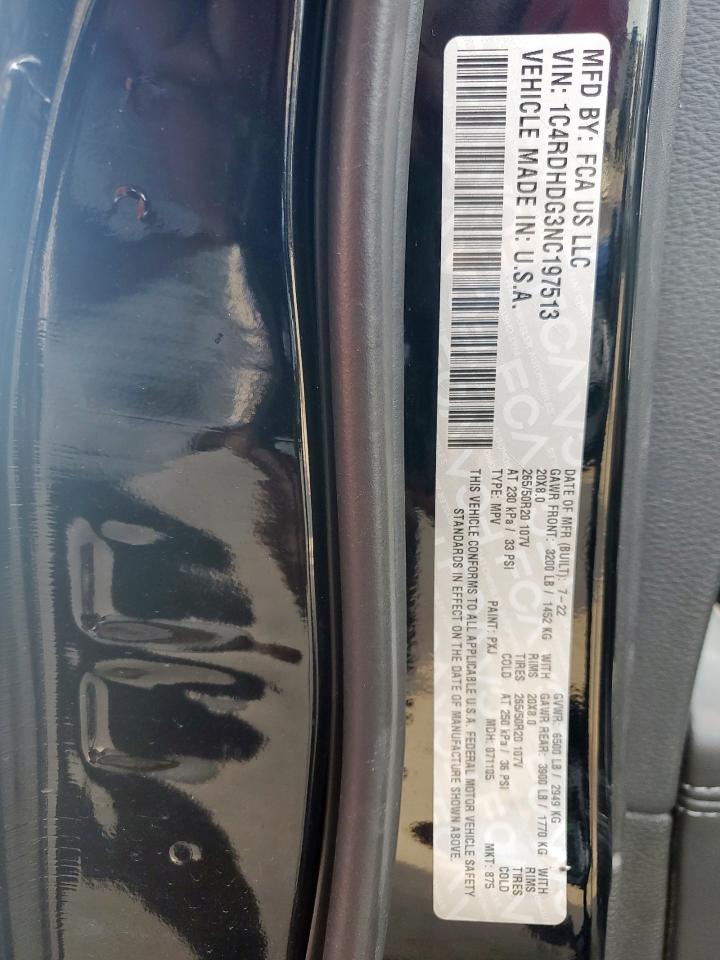 MFD BY: FCA US LLC
VIN: 1C4RDHDG3NC197513
VEHICLE MADE IN: U.S.A.
DATE OF MFR (BUILT): 7-22 GVWR: 6500 LB / 2949 KG
GAWR FRONT: 3200 LB / 1452 KG WITH GAWR REAR: 3900 LB / 1770 KG WITH
20X8.0 RIMS 20X8.0 RIMS:
265/50R20 107V TIRES 265/50R20 107V TIRES
AT 230 kPa / 33 PSI COLD AT 250 kPa / 36 PSI COLD
TYPE: MPV PAINT: PXJ MDH: 071105 MKT: 875
THIS VEHICLE CONFORMS TO ALL APPLICABLE U.S.A. FEDERAL MOTOR VEHICLE SAFETY
STANDARDS IN EFFECT ON THE DATE OF MANUFACTURE SHOWN ABOVE.